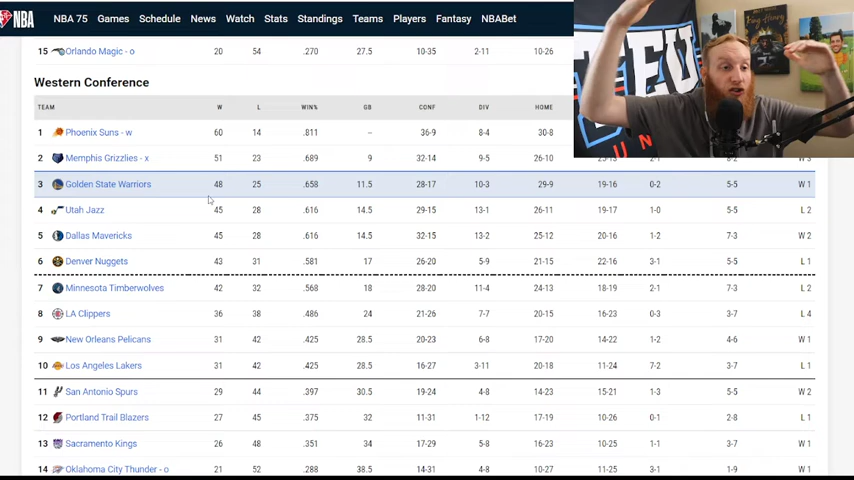 NBA NBA 75 Games Schedule News Watch Stats Standings Teams Players Fantasy NBABet
15 Orlando Magic - o 20 54 .270 27.5 10-35 2-11 10-26
Western Conference
TEAM W L WIN% GB CONF DIV HOME
1 Phoenix Suns - w 60 14 .811 -- 36-9 8-4 30-8
2 Memphis Grizzlies - x 51 23 .689 9 32-14 9-5 26-10
3 Golden State Warriors 48 25 .658 11.5 28-17 10-3 29-9 19-16 0-2 5-5 W 1
4 Utah Jazz 45 28 .616 14.5 29-15 13-1 26-11 19-17 1-0 5-5 L 2
5 Dallas Mavericks 45 28 .616 14.5 32-15 13-2 25-12 20-16 1-2 7-3 W 2
6 Denver Nuggets 43 31 .581 17 26-20 5-9 21-15 22-16 3-1 5-5 L 1
7 Minnesota Timberwolves 42 32 .568 18 28-20 11-4 24-13 18-19 2-1 7-3 L 2
8 LA Clippers 36 38 .486 24 21-26 7-7 20-15 16-23 0-3 3-7 L 4
9 New Orleans Pelicans 31 42 .425 28.5 20-23 6-8 17-20 14-22 1-2 4-6 W 1
10 Los Angeles Lakers 31 42 .425 28.5 16-27 3-11 20-18 11-24 7-2 3-7 L 1
11 San Antonio Spurs 29 44 .397 30.5 19-24 4-8 14-23 15-21 1-3 5-5 W 2
12 Portland Trail Blazers 27 45 .375 32 11-31 1-12 17-19 10-26 0-1 2-8 L 1
13 Sacramento Kings 26 48 .351 34 17-29 5-8 16-23 10-25 1-1 3-7 W 1
14 Oklahoma City Thunder - o 21 52 .288 38.5 14-31 4-8 10-27 11-25 3-1 1-9 W 1